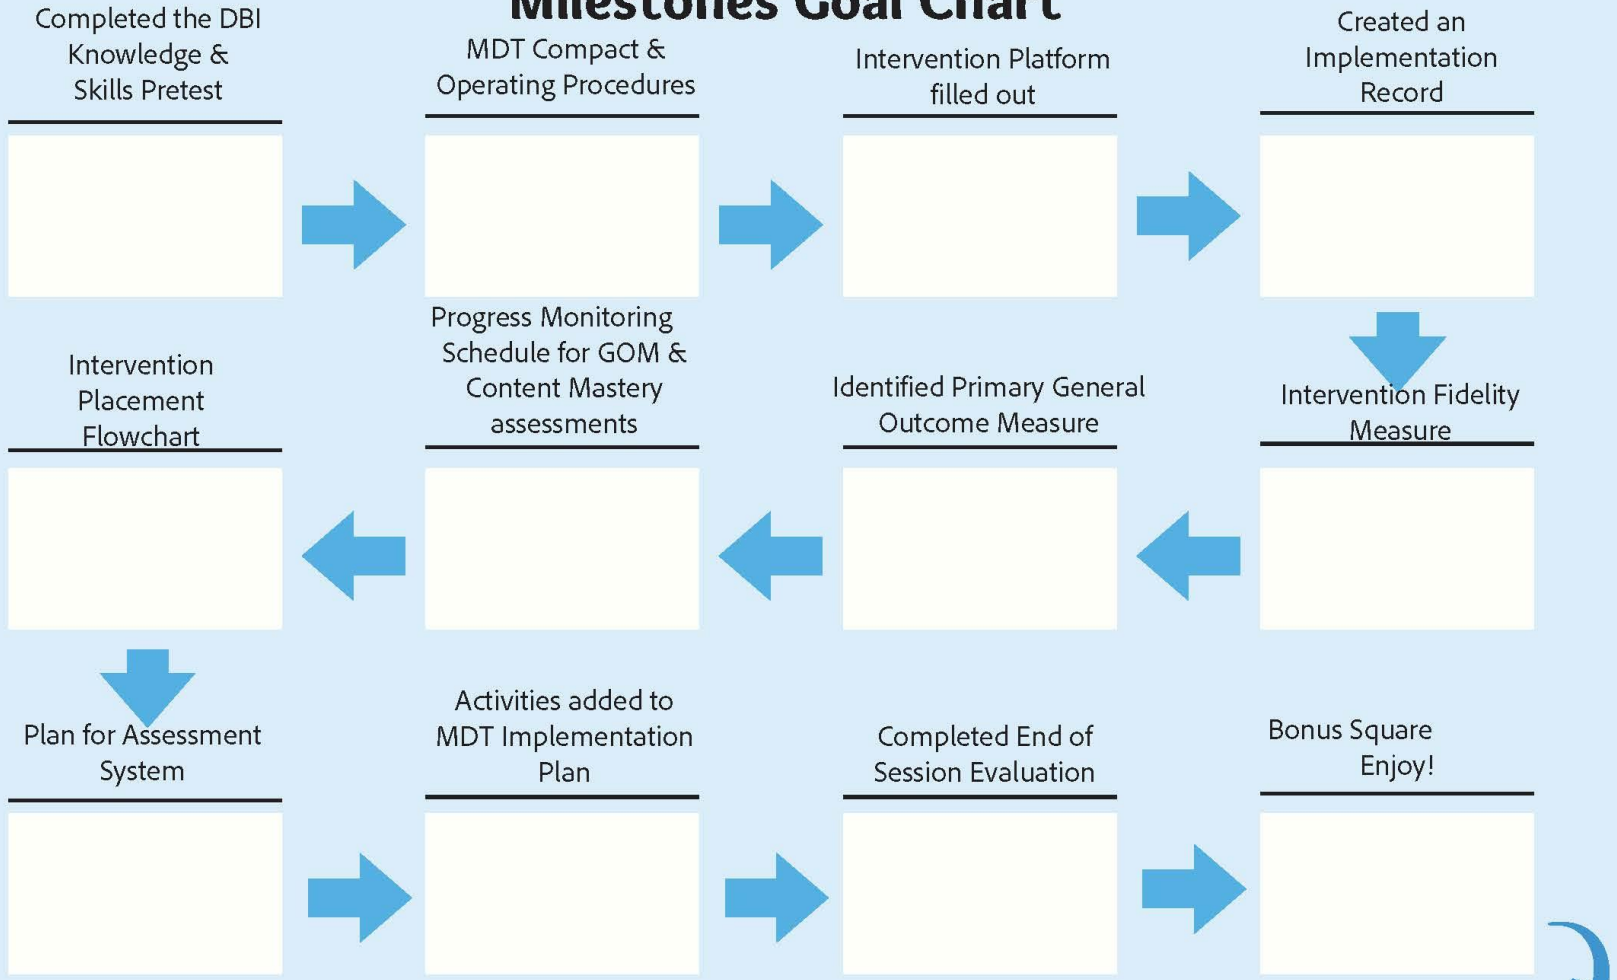 Milestones Goal Chart
Completed the DBI
Knowledge &
Skills Pretest
MDT Compact &
Operating Procedures
Intervention Platform
filled out
Created an
Implementation
Record
Intervention Fidelity
Measure
Identified Primary General
Outcome Measure
Progress Monitoring
Schedule for GOM &
Content Mastery
assessments
Intervention
Placement
Flowchart
Plan for Assessment
System
Activities added to
MDT Implementation
Plan
Completed End of
Session Evaluation
Bonus Square
Enjoy!